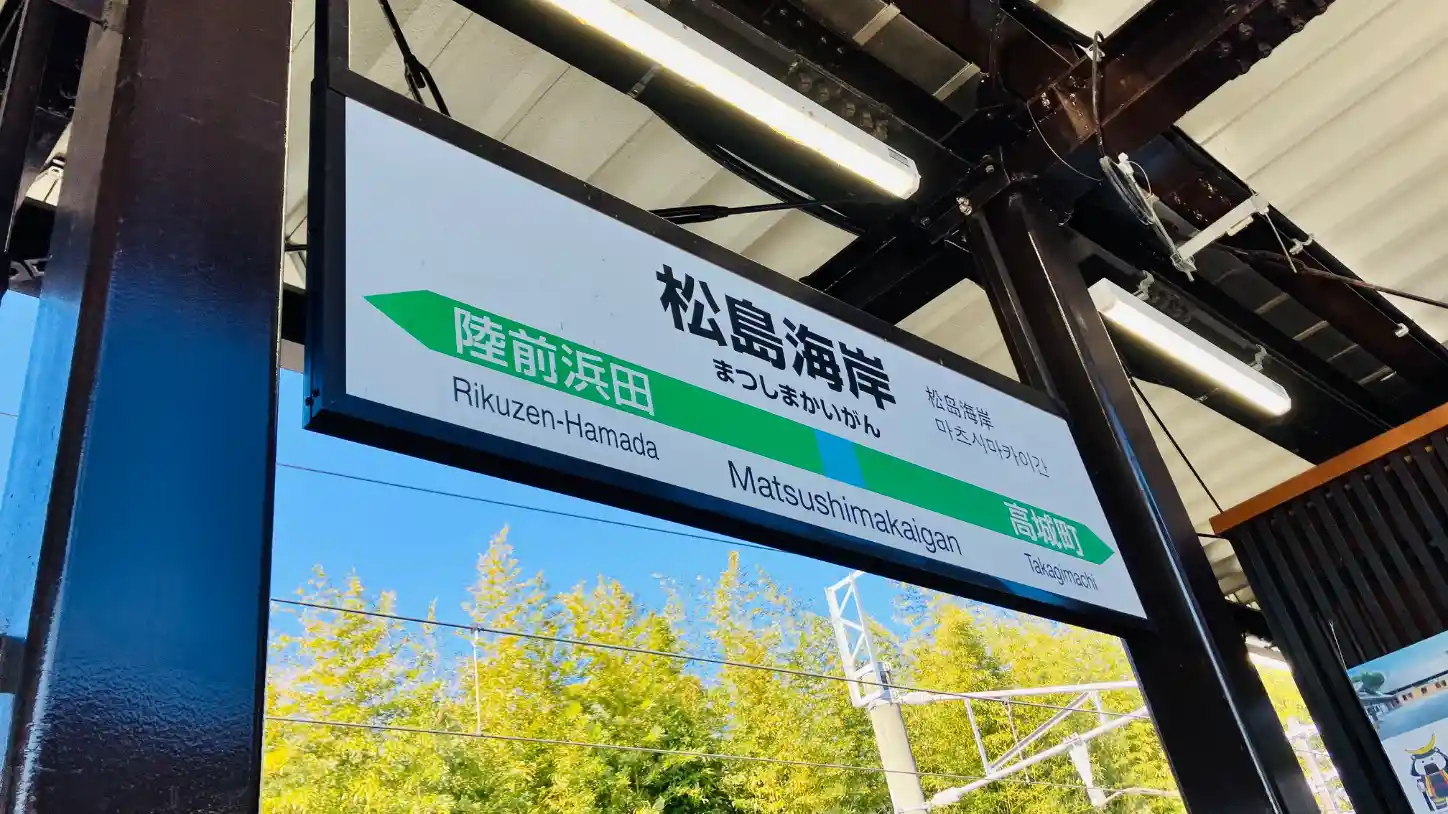 松島海岸
まつしまかいがん
松岛海岸
마츠시마카이간
陸前浜田
Rikuzen-Hamada
Matsushimakaigan
高城町
Takagimachi